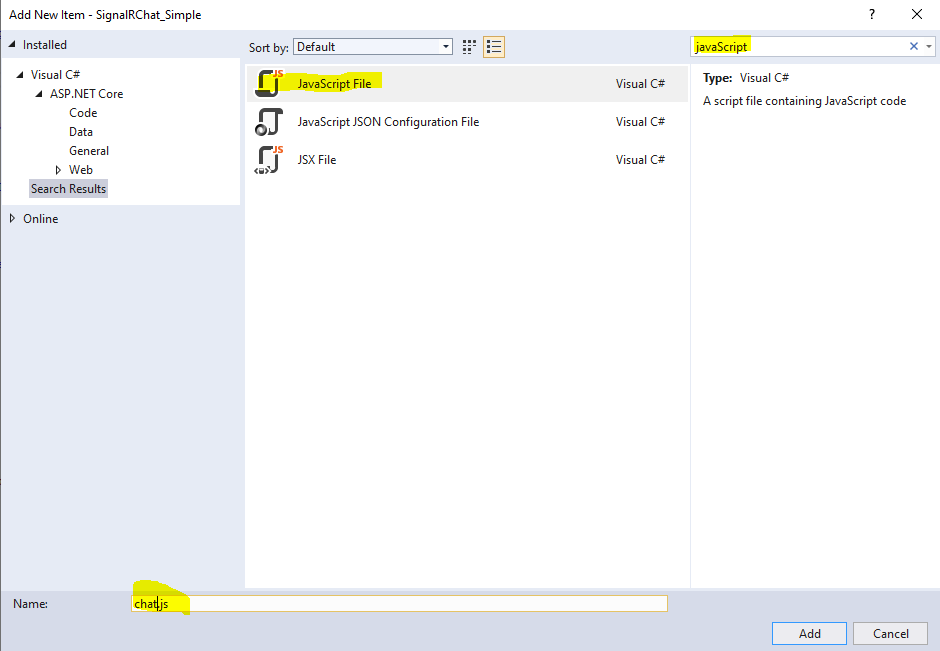 Add New Item - SignalRChat_Simple ?
Installed
Sort by: Default
javaScript
Visual C#
ASP.NET Core
Code
Data
General
Web
Search Results
Online
JS JavaScript File Visual C#
JavaScript JSON Configuration File Visual C#
JS JSX File Visual C#
Type: Visual C#
A script file containing JavaScript code
Name: chat.js
Add Cancel